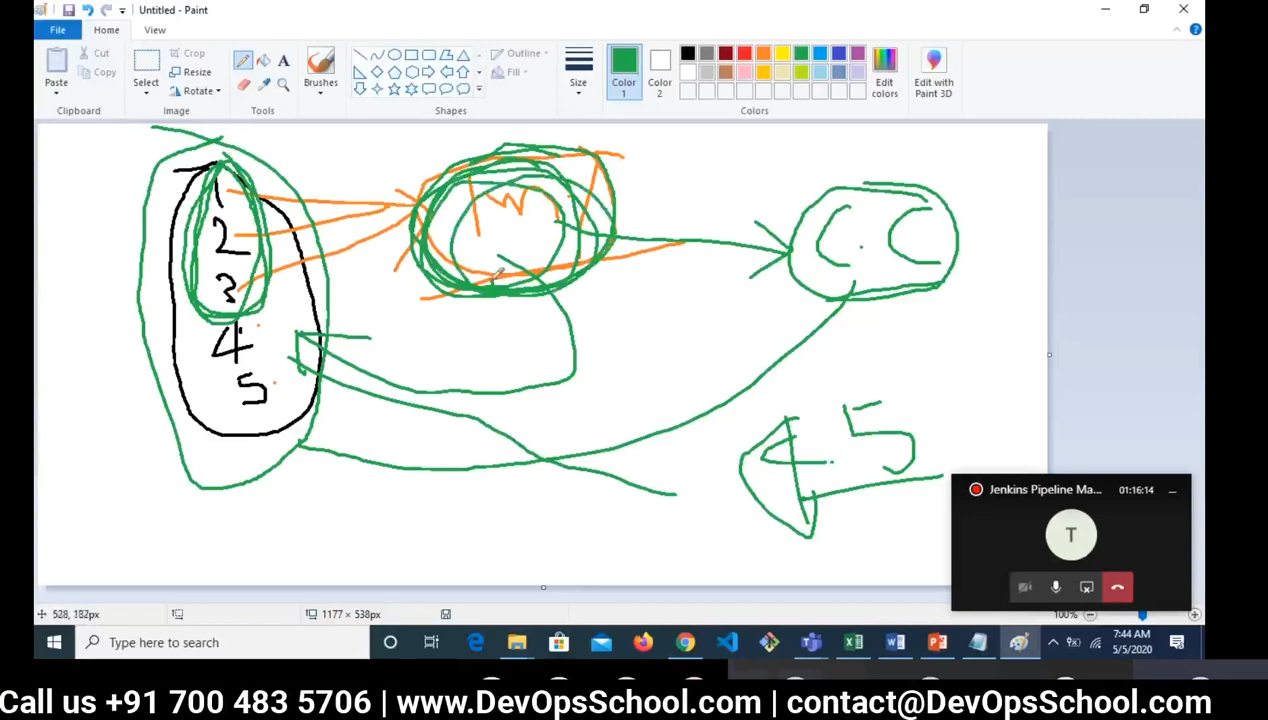 Untitled - Paint
File Home View
Cut
Copy
Paste
Clipboard
Crop
Resize
Rotate
Select
Image
A
Tools
Brushes
Outline
Fill
Shapes
Size
Color 1
Color 2
Edit colors
Edit with Paint 3D
Colors
1
2
3
4
5
M
C C
4.5
Jenkins Pipeline Ma... 01:16:14
T
528, 182px
1177 × 538px
100%
Type here to search
7:44 AM
5/5/2020
Call us +91 700 483 5706 | www.DevOpsSchool.com | contact@DevOpsSchool.com